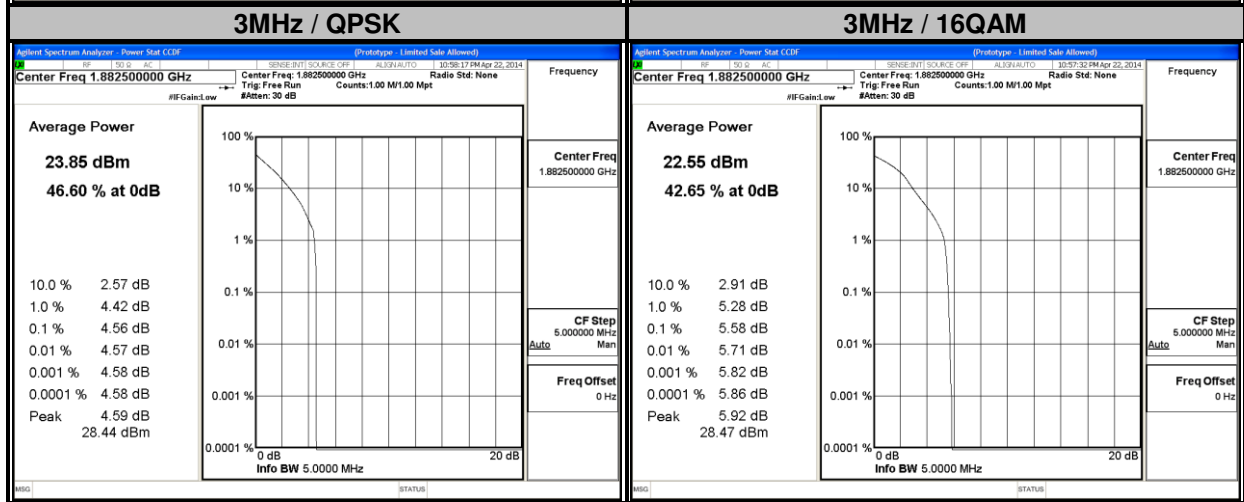 3MHz / QPSK
Agilent Spectrum Analyzer - Power Stat CCDF (Prototype - Limited Sale Allowed)
RF 50 Ω AC SENSE:INT SOURCE OFF ALIGNAUTO 10:58:17 PM Apr 22, 2014
Center Freq 1.882500000 GHz
Center Freq: 1.882500000 GHz Radio Std: None
Trig: Free Run Counts:1.00 M/1.00 Mpt
#IFGain:Low #Atten: 30 dB
Frequency
Average Power
23.85 dBm
46.60 % at 0dB
10.0 % 2.57 dB
1.0 % 4.42 dB
0.1 % 4.56 dB
0.01 % 4.57 dB
0.001 % 4.58 dB
0.0001 % 4.58 dB
Peak 4.59 dB
28.44 dBm
100 %
10 %
1 %
0.1 %
0.01 %
0.001 %
0.0001 %
0 dB 20 dB
Info BW 5.0000 MHz
Center Freq
1.882500000 GHz
CF Step
5.000000 MHz
Auto Man
Freq Offset
0 Hz
MSG STATUS
3MHz / 16QAM
Agilent Spectrum Analyzer - Power Stat CCDF (Prototype - Limited Sale Allowed)
RF 50 Ω AC SENSE:INT SOURCE OFF ALIGNAUTO 10:57:32 PM Apr 22, 2014
Center Freq 1.882500000 GHz
Center Freq: 1.882500000 GHz Radio Std: None
Trig: Free Run Counts:1.00 M/1.00 Mpt
#IFGain:Low #Atten: 30 dB
Frequency
Average Power
22.55 dBm
42.65 % at 0dB
10.0 % 2.91 dB
1.0 % 5.28 dB
0.1 % 5.58 dB
0.01 % 5.71 dB
0.001 % 5.82 dB
0.0001 % 5.86 dB
Peak 5.92 dB
28.47 dBm
100 %
10 %
1 %
0.1 %
0.01 %
0.001 %
0.0001 %
0 dB 20 dB
Info BW 5.0000 MHz
Center Freq
1.882500000 GHz
CF Step
5.000000 MHz
Auto Man
Freq Offset
0 Hz
MSG STATUS